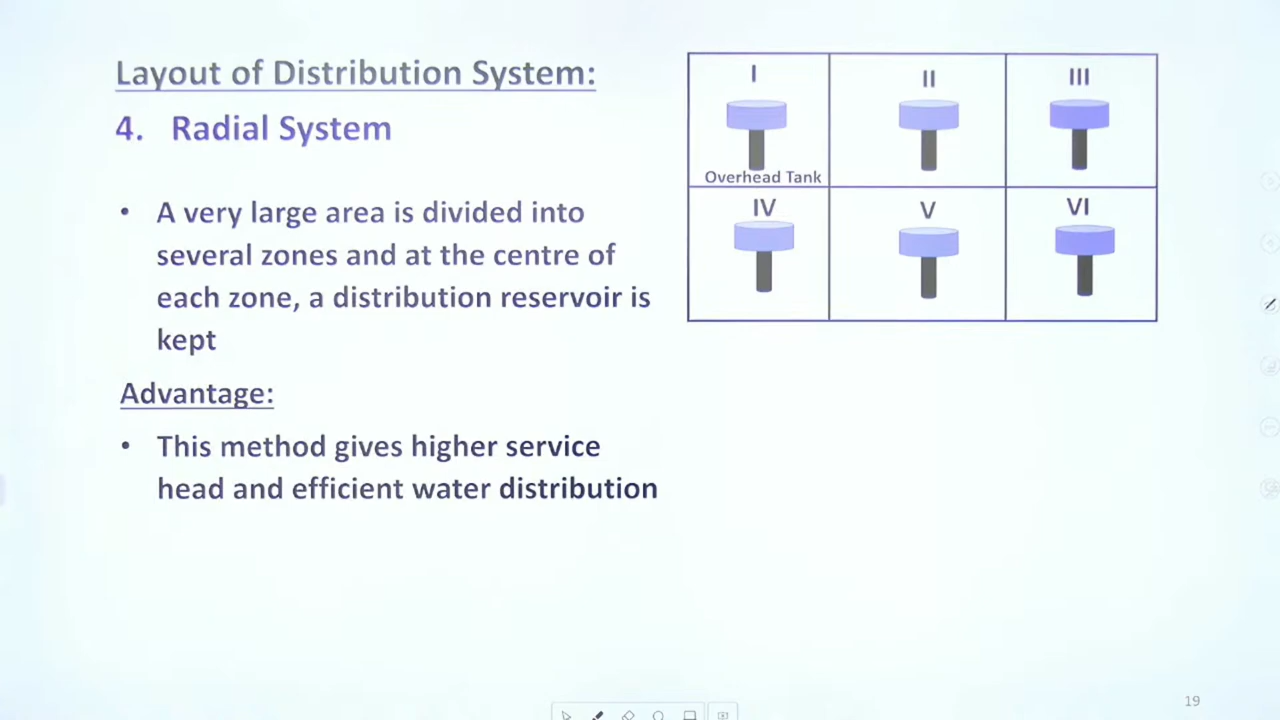 Layout of Distribution System:
4. Radial System
• A very large area is divided into
several zones and at the centre of
each zone, a distribution reservoir is
kept
Advantage:
• This method gives higher service
head and efficient water distribution
I
II
III
Overhead Tank
IV
V
VI
19